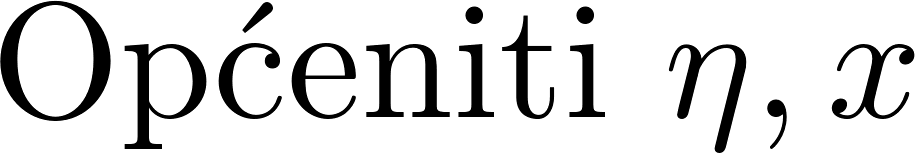 Općeniti η, x